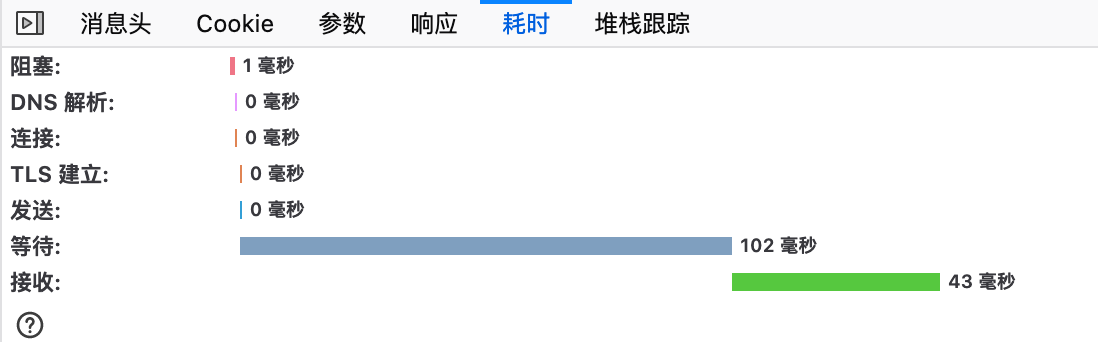 消息头 Cookie 参数 响应 耗时 堆栈跟踪
阻塞: 1 毫秒
DNS 解析: 0 毫秒
连接: 0 毫秒
TLS 建立: 0 毫秒
发送: 0 毫秒
等待: 102 毫秒
接收: 43 毫秒
?